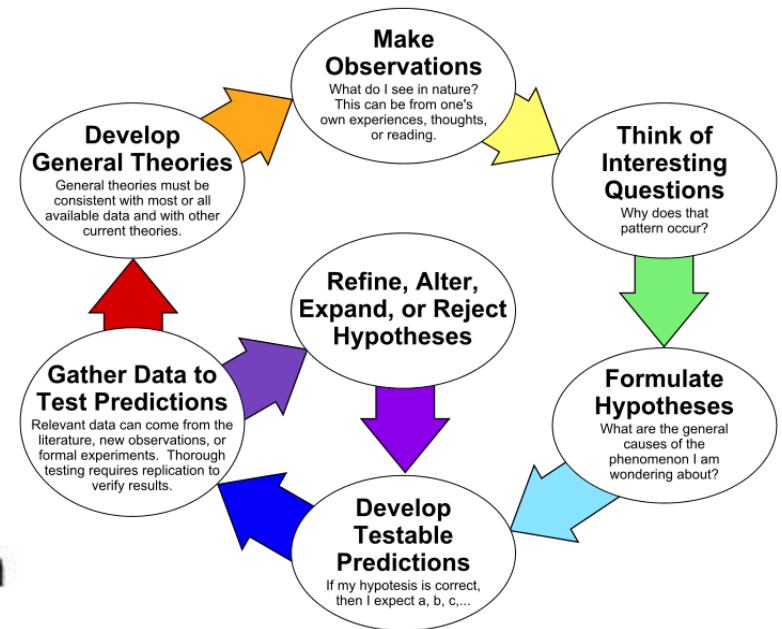 Make
Observations
What do I see in nature?
This can be from one's
own experiences, thoughts,
or reading.
Think of
Interesting
Questions
Why does that
pattern occur?
Formulate
Hypotheses
What are the general
causes of the
phenomenon I am
wondering about?
Develop
Testable
Predictions
If my hypotesis is correct,
then I expect a, b, c,...
Gather Data to
Test Predictions
Relevant data can come from the
literature, new observations, or
formal experiments.  Thorough
testing requires replication to
verify results.
Refine, Alter,
Expand, or Reject
Hypotheses
Develop
General Theories
General theories must be
consistent with most or all
available data and with other
current theories.